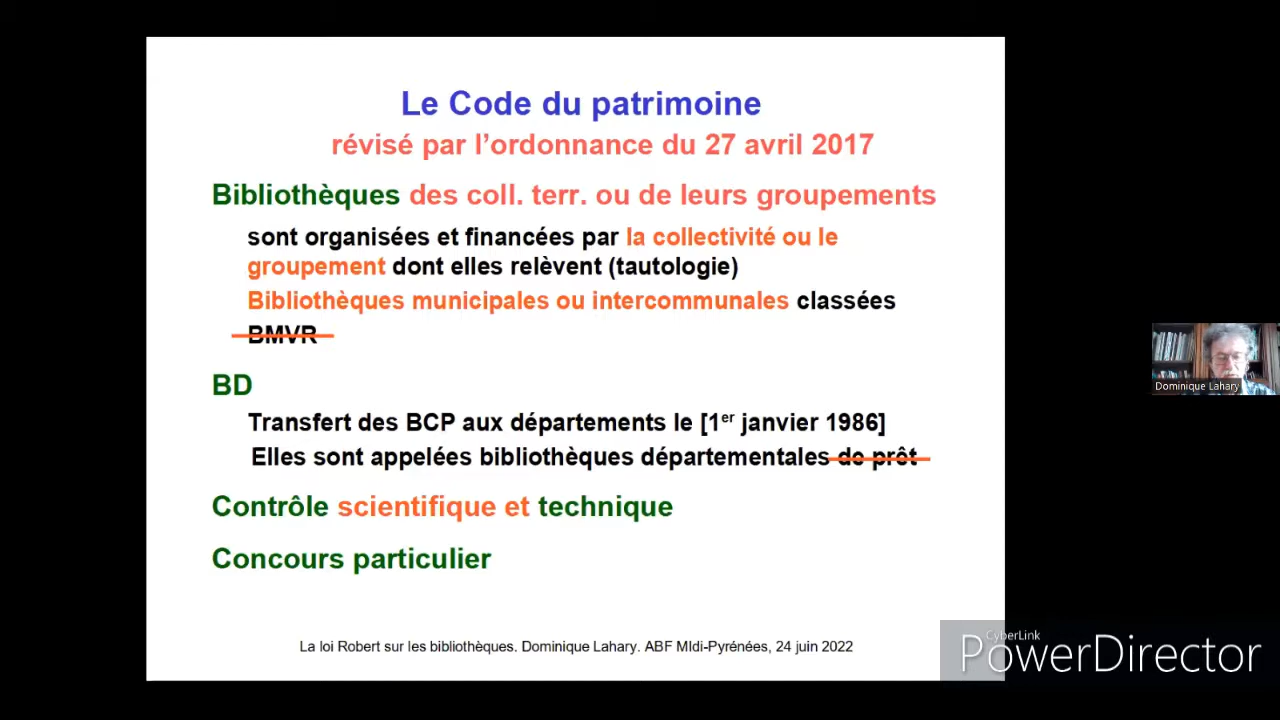 Le Code du patrimoine
révisé par l’ordonnance du 27 avril 2017
Bibliothèques des coll. terr. ou de leurs groupements
sont organisées et financées par la collectivité ou le
groupement dont elles relèvent (tautologie)
Bibliothèques municipales ou intercommunales classées
BMVR
BD
Transfert des BCP aux départements le [1er janvier 1986]
Elles sont appelées bibliothèques départementales de prêt
Contrôle scientifique et technique
Concours particulier
La loi Robert sur les bibliothèques. Dominique Lahary. ABF MIdi-Pyrénées, 24 juin 2022
Dominique Lahary
CyberLink
PowerDirector